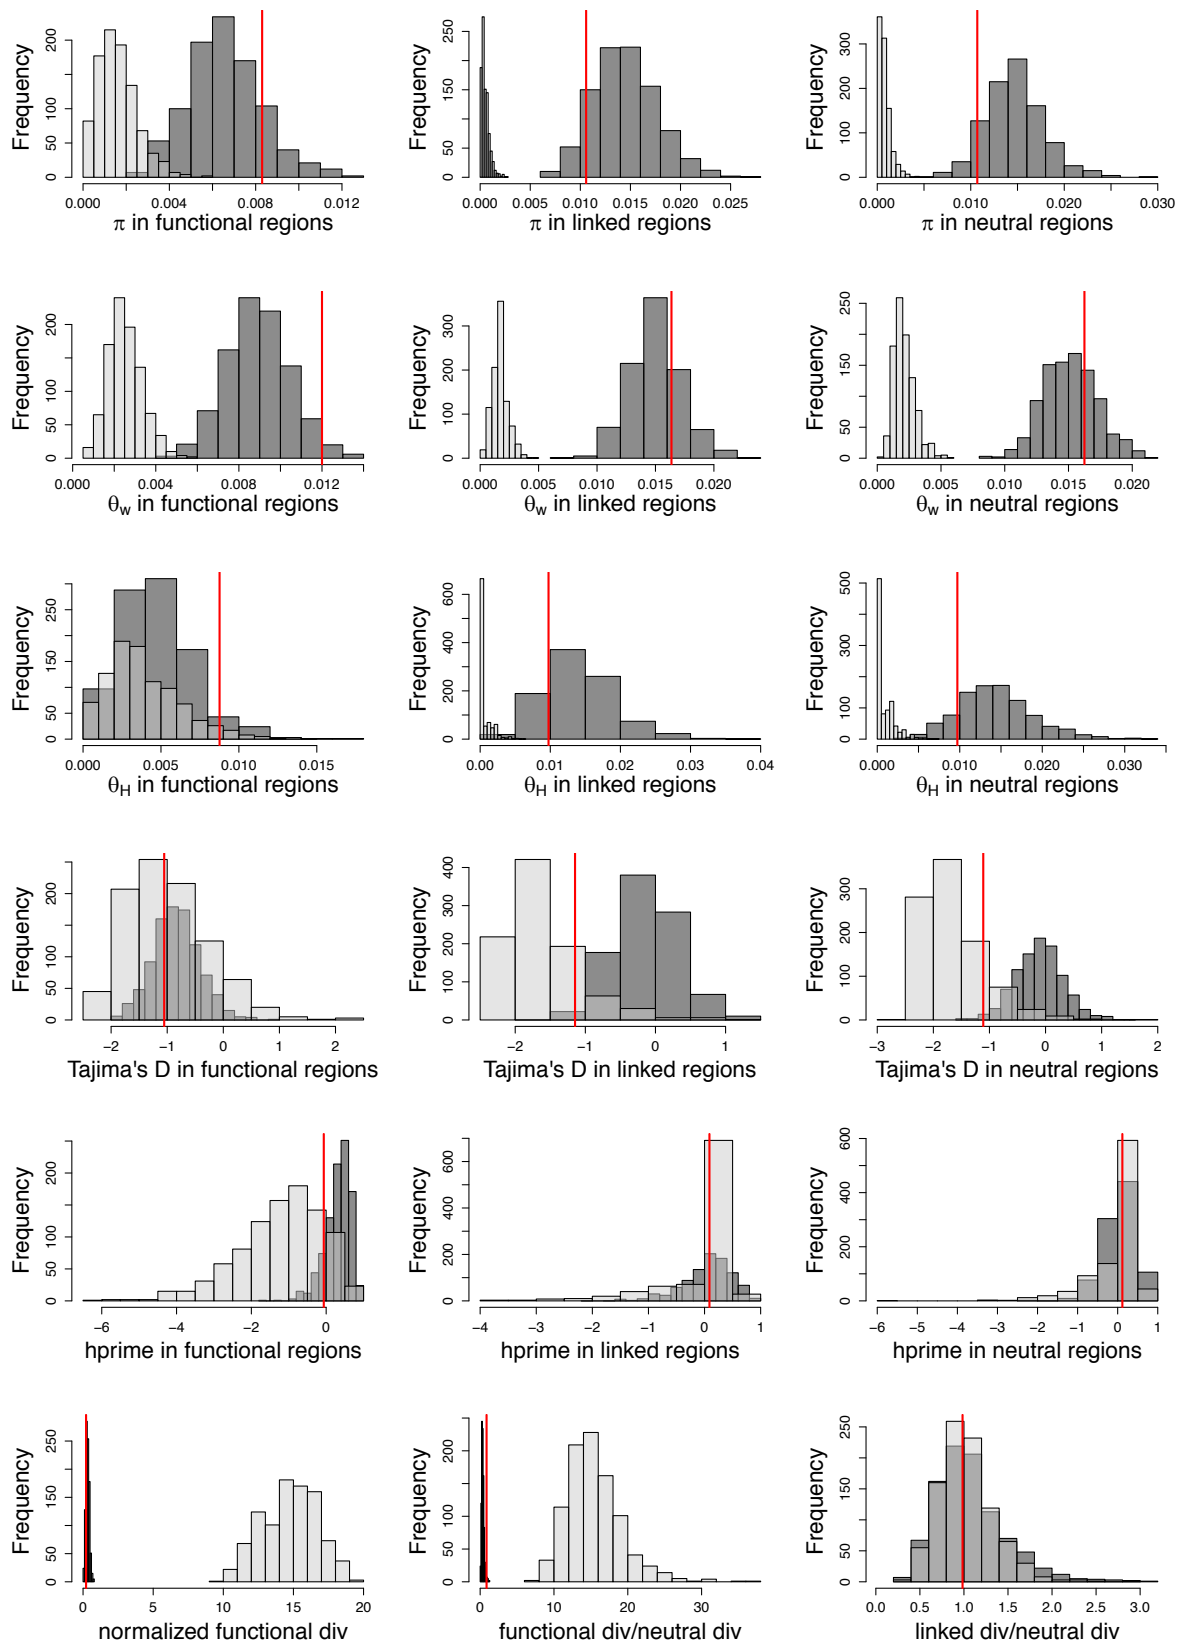 Frequency
0 50 100 150 200
0.000 0.004 0.008 0.012
π in functional regions
Frequency
0 50 100 150 200 250
0.000 0.005 0.010 0.015 0.020 0.025
π in linked regions
Frequency
0 100 200 300
0.000 0.010 0.020 0.030
π in neutral regions
Frequency
0 50 100 150 200
0.000 0.004 0.008 0.012
θw in functional regions
Frequency
0 100 200 300
0.000 0.005 0.010 0.015 0.020
θw in linked regions
Frequency
0 50 150 250
0.000 0.005 0.010 0.015 0.020
θw in neutral regions
Frequency
0 50 150 250
0.000 0.005 0.010 0.015
θH in functional regions
Frequency
0 200 400 600
0.00 0.01 0.02 0.03 0.04
θH in linked regions
Frequency
0 100 300 500
0.000 0.010 0.020 0.030
θH in neutral regions
Frequency
0 50 100 200
−2 −1 0 1 2
Tajima's D in functional regions
Frequency
0 100 200 300 400
−2 −1 0 1
Tajima's D in linked regions
Frequency
0 100 200 300
−3 −2 −1 0 1 2
Tajima's D in neutral regions
Frequency
0 50 100 200
−6 −4 −2 0
hprime in functional regions
Frequency
0 200 400 600
−4 −3 −2 −1 0 1
hprime in linked regions
Frequency
0 200 400 600
−6 −5 −4 −3 −2 −1 0 1
hprime in neutral regions
Frequency
0 50 150 250
0 5 10 15 20
normalized functional div
Frequency
0 50 100 200
0 10 20 30
functional div/neutral div
Frequency
0 50 150 250
0.0 0.5 1.0 1.5 2.0 2.5 3.0
linked div/neutral div